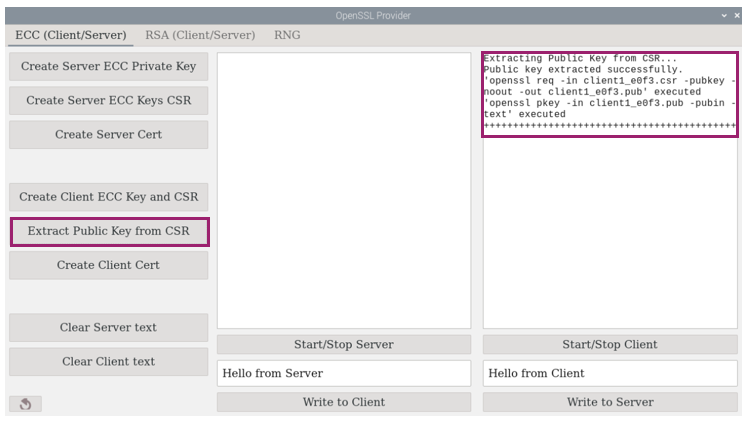 OpenSSL Provider
ECC (Client/Server) RSA (Client/Server) RNG
Create Server ECC Private Key
Create Server ECC Keys CSR
Create Server Cert
Create Client ECC Key and CSR
Extract Public Key from CSR
Create Client Cert
Clear Server text
Clear Client text
Start/Stop Server
Hello from Server
Write to Client
Extracting Public Key from CSR...
Public key extracted successfully.
'openssl req -in client1_e0f3.csr -pubkey -
noout -out client1_e0f3.pub' executed
'openssl pkey -in client1_e0f3.pub -pubin -
text' executed
+++++++++++++++++++++++++++++++++++++++++++
Start/Stop Client
Hello from Client
Write to Server